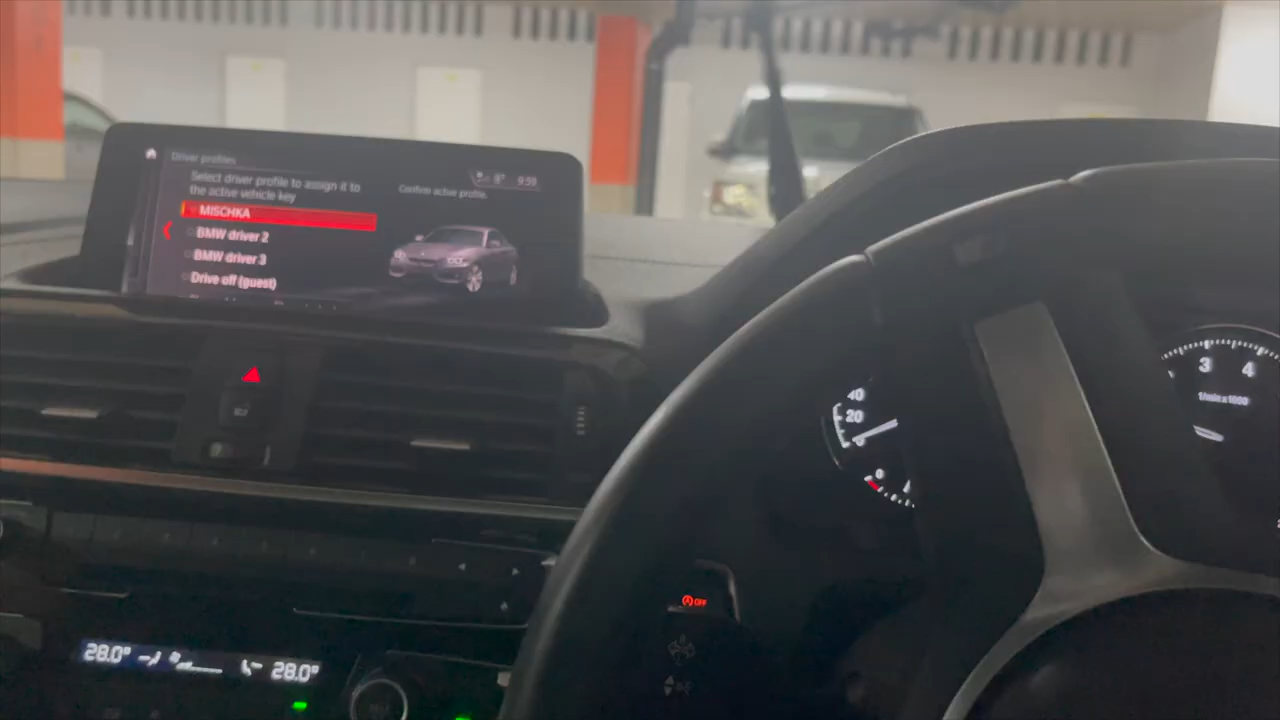 Driver profiles
8° 9:59
Select driver profile to assign it to
the active vehicle key
Confirm active profile.
MISCHKA
BMW driver 2
BMW driver 3
Drive off (guest)
3 4
1/min x 1000
40
20
0
OFF
28.0° 28.0°